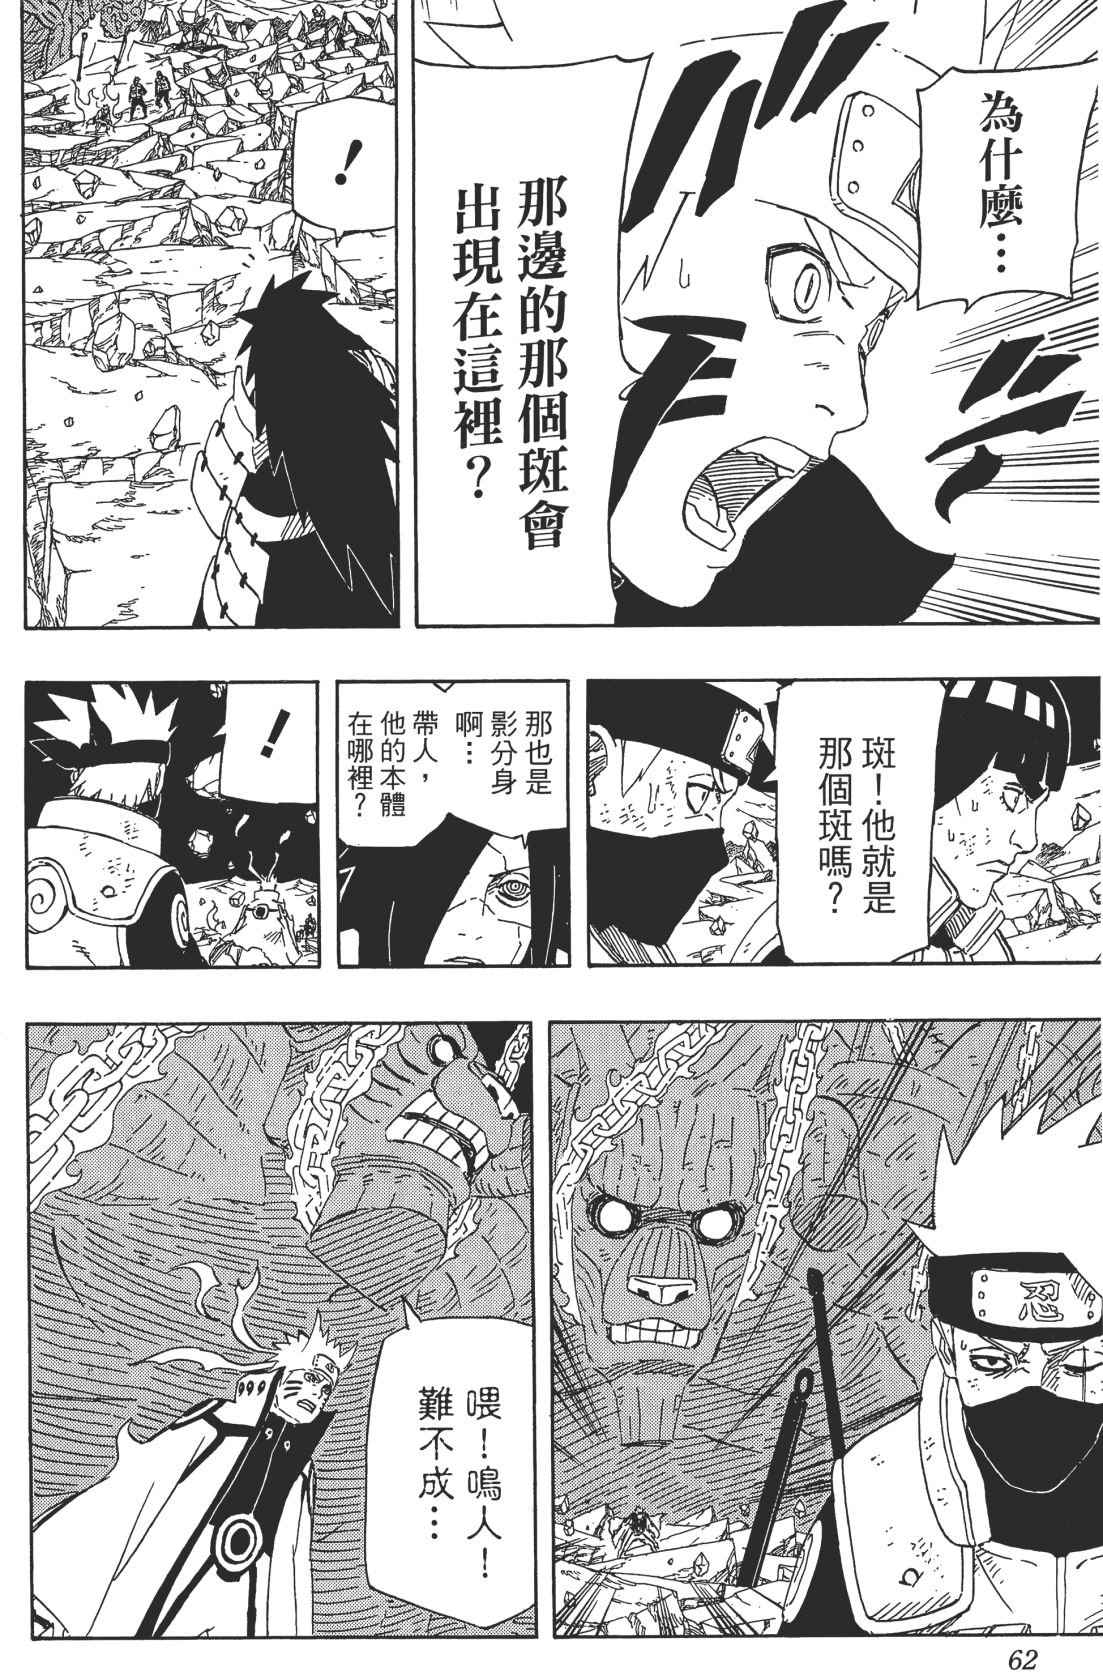 為什麼…
那邊的那個斑會
出現在這裡？
！
斑！他就是
那個斑嗎？
那也是
影分身
啊…
帶人，
他的本體
在哪裡？
！
忍
喂！鳴人！
難不成…
62